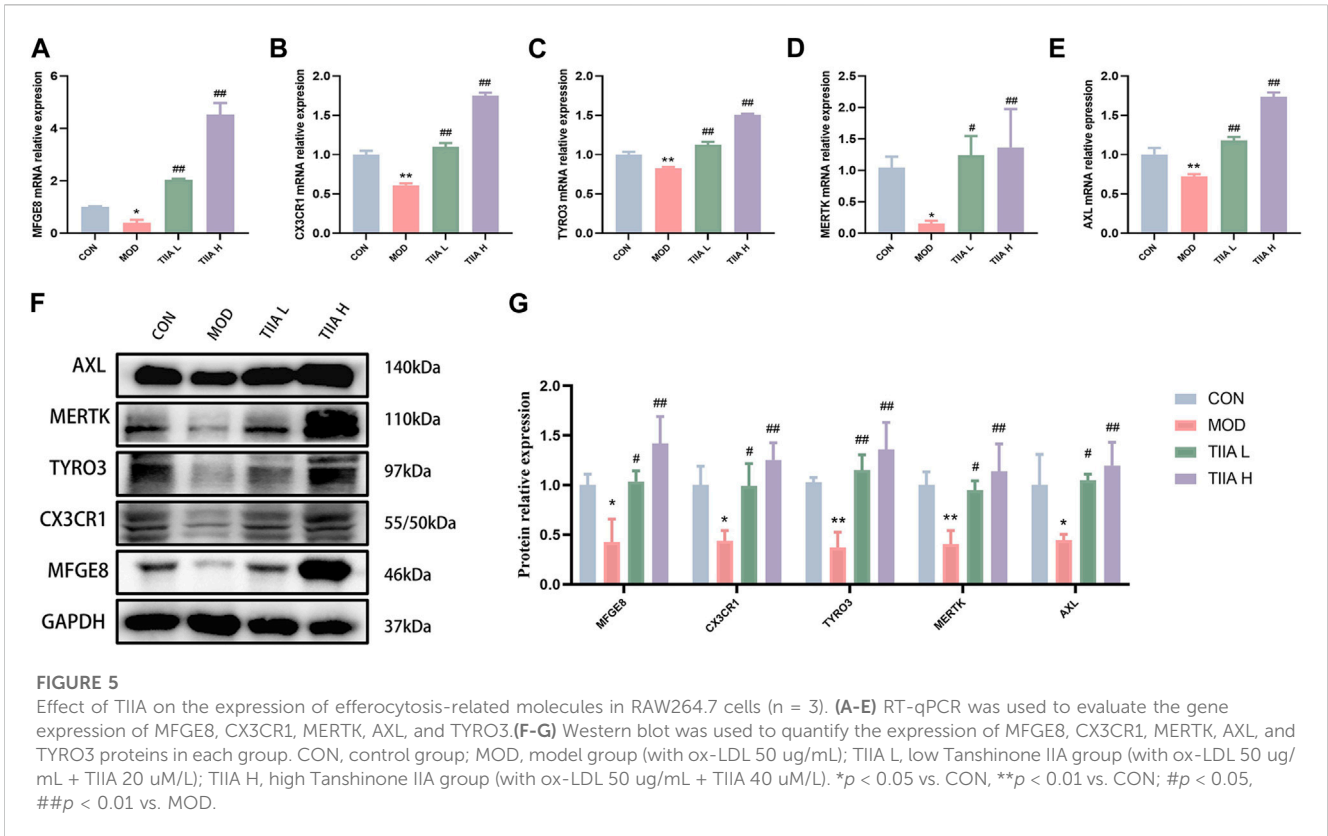 A
MFGE8 mRNA relative expresion
6
4
2
0
CON
MOD
TIIA L
TIIA H
*
##
##
B
CX3CR1 mRNA relative expresion
2.0
1.5
1.0
0.5
0.0
CON
MOD
TIIA L
TIIA H
**
##
##
C
TYRO3 mRNA relative expresion
2.0
1.5
1.0
0.5
0.0
CON
MOD
TIIA L
TIIA H
**
##
##
D
MERTK mRNA relative expresion
2.5
2.0
1.5
1.0
0.5
0.0
CON
MOD
TIIA L
TIIA H
*
#
##
E
AXL mRNA relative epression
2.0
1.5
1.0
0.5
0.0
CON
MOD
TIIA L
TIIA H
**
##
##
F
CON MOD TIIA L TIIA H
AXL 140kDa
MERTK 110kDa
TYRO3 97kDa
CX3CR1 55/50kDa
MFGE8 46kDa
GAPDH 37kDa
G
Protein relative expression
2.0
1.5
1.0
0.5
0.0
* # ##
* # ##
** ## ##
** # ##
* # ##
MFGE8
CX3CR1
TYRO3
MERTK
AXL
CON
MOD
TIIA L
TIIA H
FIGURE 5
Effect of TIIA on the expression of efferocytosis-related molecules in RAW264.7 cells (n = 3). (A-E) RT-qPCR was used to evaluate the gene
expression of MFGE8, CX3CR1, MERTK, AXL, and TYRO3.(F-G) Western blot was used to quantify the expression of MFGE8, CX3CR1, MERTK, AXL, and
TYRO3 proteins in each group. CON, control group; MOD, model group (with ox-LDL 50 ug/mL); TIIA L, low Tanshinone IIA group (with ox-LDL 50 ug/
mL + TIIA 20 uM/L); TIIA H, high Tanshinone IIA group (with ox-LDL 50 ug/mL + TIIA 40 uM/L). *p < 0.05 vs. CON, **p < 0.01 vs. CON; #p < 0.05,
##p < 0.01 vs. MOD.